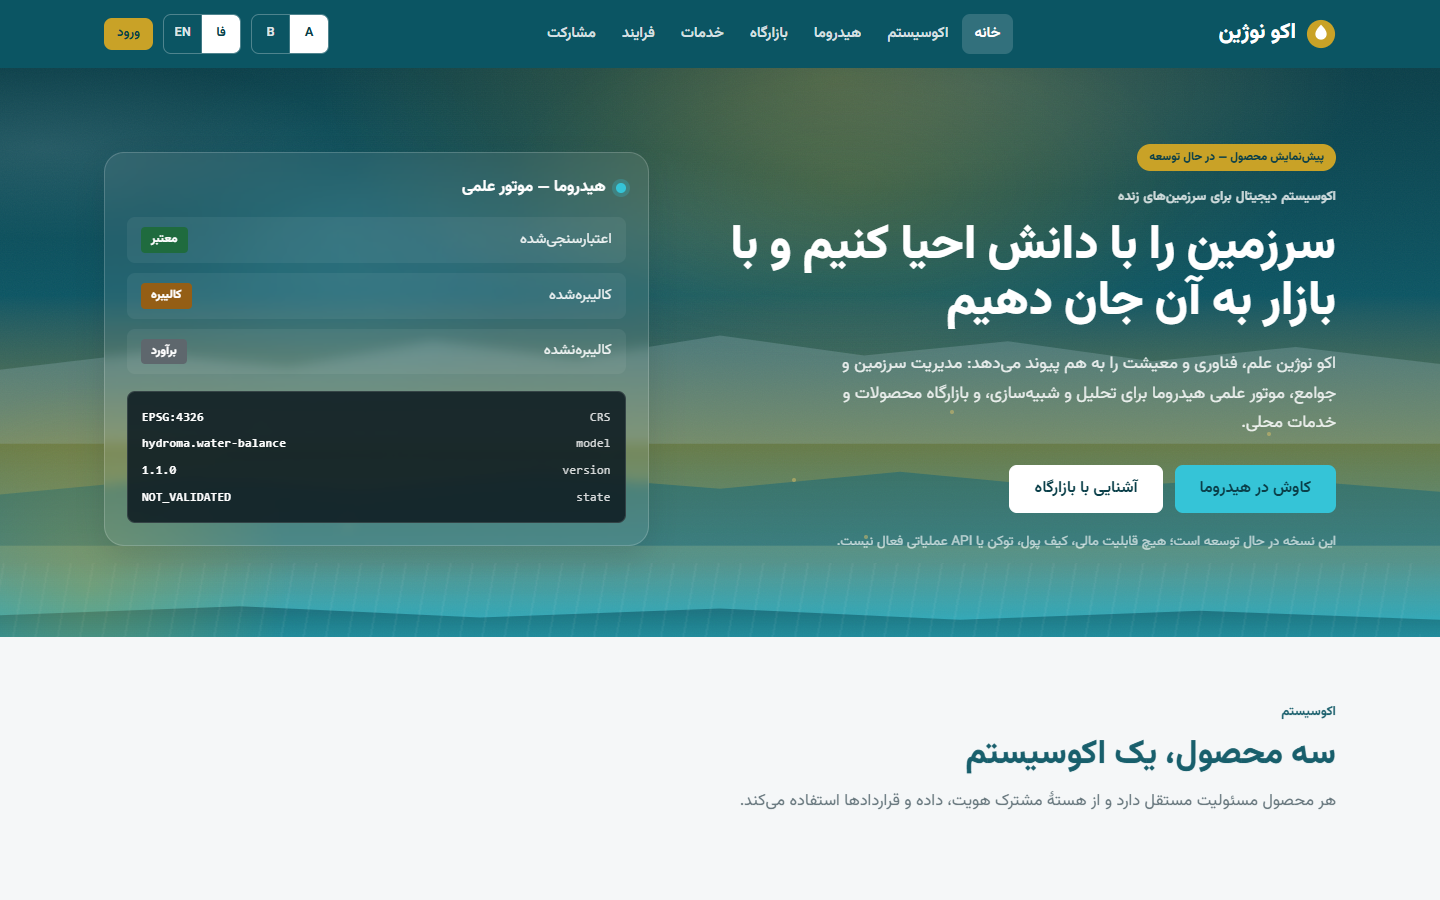 اکو نوژین
خانه
اکوسیستم
هیدروما
بازارگاه
خدمات
فرایند
مشارکت
A
B
فا
EN
ورود
پیش‌نمایش محصول — در حال توسعه
اکوسیستم دیجیتال برای سرزمین‌های زنده
سرزمین را با دانش احیا کنیم و با
بازار به آن جان دهیم
اکو نوژین علم، فناوری و معیشت را به هم پیوند می‌دهد: مدیریت سرزمین و
جوامع، موتور علمی هیدروما برای تحلیل و شبیه‌سازی، و بازارگاه محصولات و
خدمات محلی.
کاوش در هیدروما
آشنایی با بازارگاه
این نسخه در حال توسعه است؛ هیچ قابلیت مالی، کیف پول، توکن یا API عملیاتی فعال نیست.
هیدروما — موتور علمی
اعتبارسنجی‌شده
معتبر
کالیبره‌شده
کالیبره
کالیبره‌نشده
برآورد
CRS
EPSG:4326
model
hydroma.water-balance
version
1.1.0
state
NOT_VALIDATED
اکوسیستم
سه محصول، یک اکوسیستم
هر محصول مسئولیت مستقل دارد و از هستهٔ مشترک هویت، داده و قراردادها استفاده می‌کند.